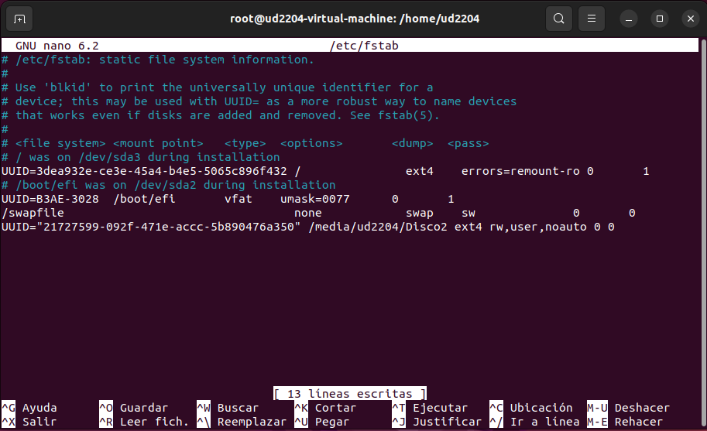 root@ud2204-virtual-machine: /home/ud2204
GNU nano 6.2 /etc/fstab
# /etc/fstab: static file system information.
#
# Use 'blkid' to print the universally unique identifier for a
# device; this may be used with UUID= as a more robust way to name devices
# that works even if disks are added and removed. See fstab(5).
#
# <file system> <mount point>   <type>  <options>       <dump>  <pass>
# / was on /dev/sda3 during installation
UUID=3dea932e-ce3e-45a4-b4e5-5065c896f432 /               ext4    errors=remount-ro 0       1
# /boot/efi was on /dev/sda2 during installation
UUID=B3AE-3028  /boot/efi       vfat    umask=0077      0       1
/swapfile                                 none            swap    sw              0       0
UUID="21727599-092f-471e-accc-5b890476a350" /media/ud2204/Disco2 ext4 rw,user,noauto 0 0
[ 13 líneas escritas ]
^G Ayuda ^O Guardar ^W Buscar ^K Cortar ^T Ejecutar ^C Ubicación M-U Deshacer
^X Salir ^R Leer fich. ^\ Reemplazar ^U Pegar ^J Justificar ^/ Ir a línea M-E Rehacer